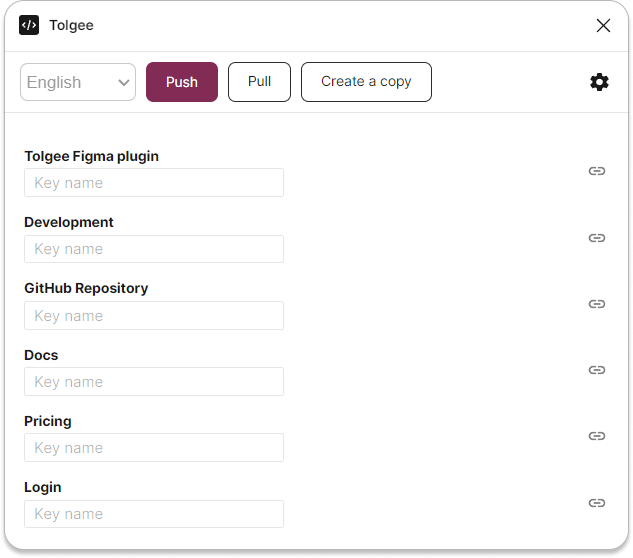 Tolgee
English
Push
Pull
Create a copy
Tolgee Figma plugin
Key name
Development
Key name
GitHub Repository
Key name
Docs
Key name
Pricing
Key name
Login
Key name